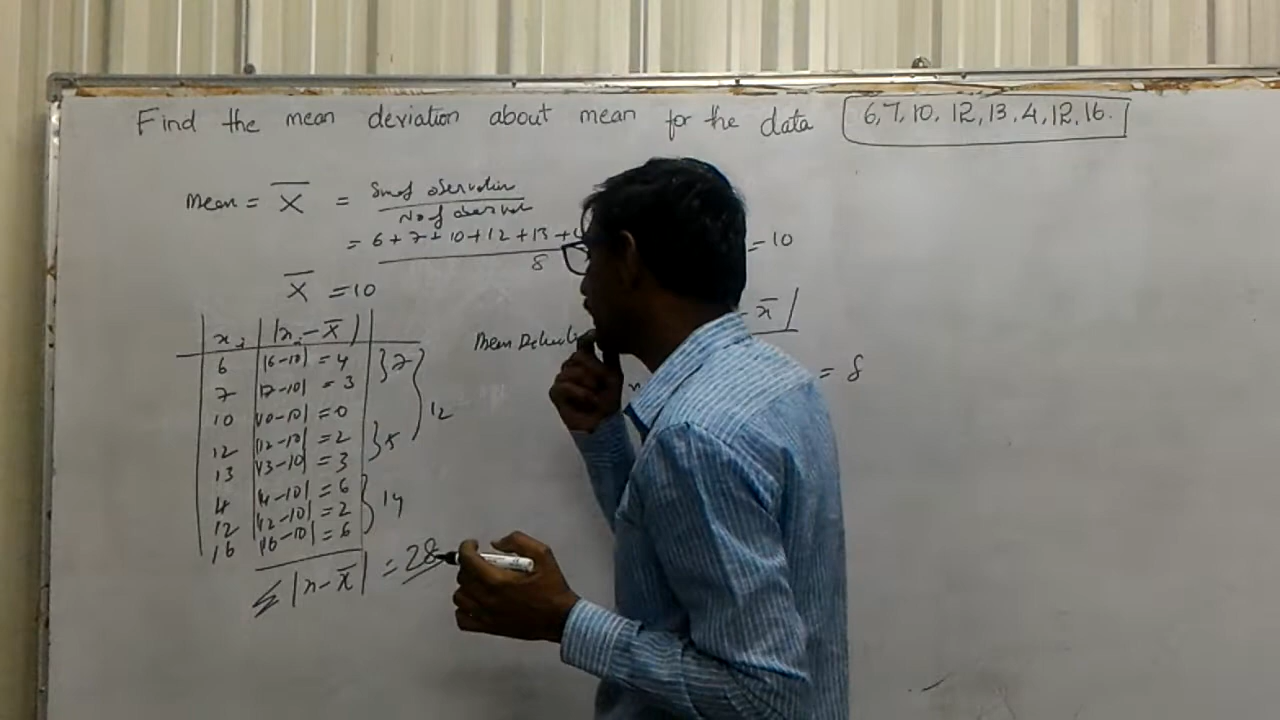 Find the mean deviation about mean for the data 6, 7, 10, 12, 13, 4, 12, 16.
Mean = X̅ = Sum of observation
No of observat
= 6 + 7 + 10 + 12 + 13 +
8
= 10
X̅ = 10
xᵢ |xᵢ - X̅|
6 |6-10| = 4
7 |7-10| = 3
10 |10-10| = 0
12 |12-10| = 2
13 |13-10| = 3
4 |4-10| = 6
12 |12-10| = 2
16 |16-10| = 6
7
5
12
14
Σ |x - x̅| = 28
Mean
- x̅ |
n
= 8